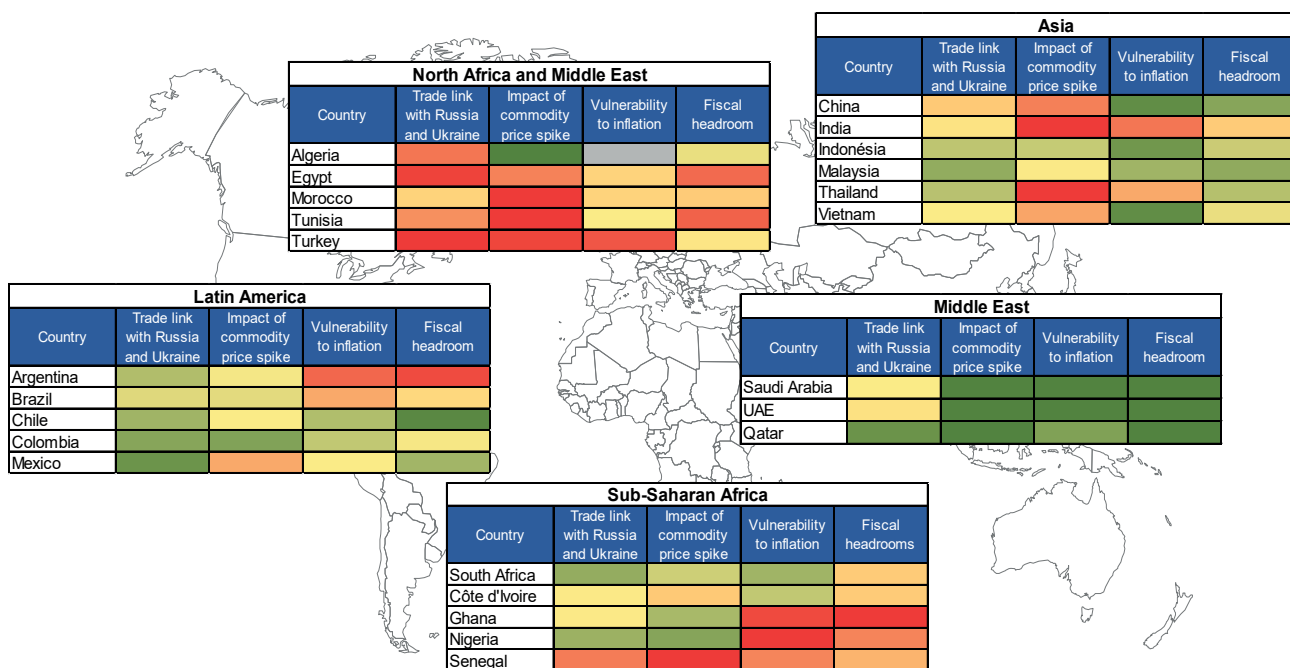 North Africa and Middle East
Country
Trade link
with Russia
and Ukraine
Impact of
commodity
price spike
Vulnerability
to inflation
Fiscal
headroom
Algeria
Egypt
Morocco
Tunisia
Turkey
Asia
Country
Trade link
with Russia
and Ukraine
Impact of
commodity
price spike
Vulnerability
to inflation
Fiscal
headroom
China
India
Indonésia
Malaysia
Thailand
Vietnam
Latin America
Country
Trade link
with Russia
and Ukraine
Impact of
commodity
price spike
Vulnerability
to inflation
Fiscal
headroom
Argentina
Brazil
Chile
Colombia
Mexico
Middle East
Country
Trade link
with Russia
and Ukraine
Impact of
commodity
price spike
Vulnerability
to inflation
Fiscal
headroom
Saudi Arabia
UAE
Qatar
Sub-Saharan Africa
Country
Trade link
with Russia
and Ukraine
Impact of
commodity
price spike
Vulnerability
to inflation
Fiscal
headrooms
South Africa
Côte d'Ivoire
Ghana
Nigeria
Senegal